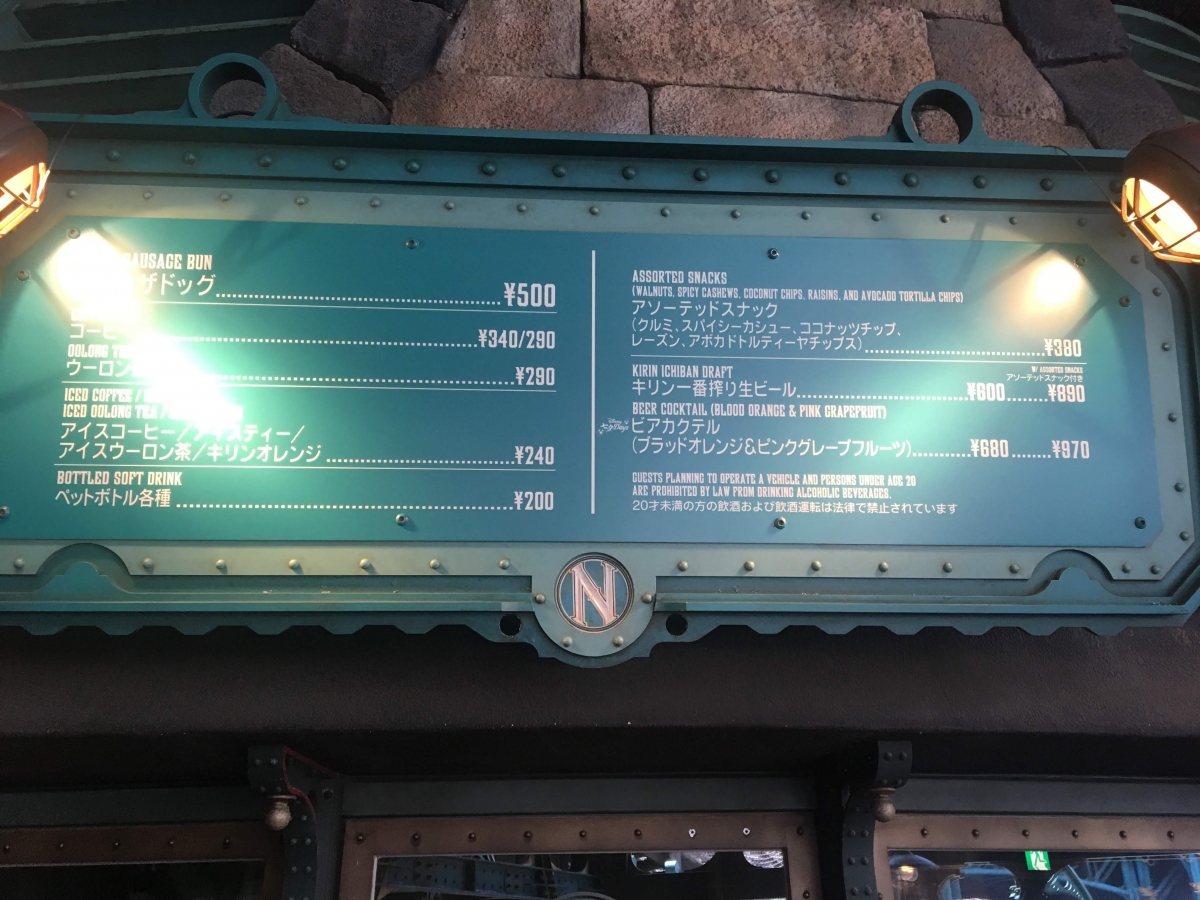 SAUSAGE BUN
ザドッグ ¥500
コーヒ ¥340/290
OOLONG
ウーロン ¥290
ICED COFFEE /
ICED OOLONG TEA /
アイスコーヒー／アイスティー／
アイスウーロン茶／キリンオレンジ ¥240
BOTTLED SOFT DRINK
ペットボトル各種 ¥200
ASSORTED SNACKS
(WALNUTS, SPICY CASHEWS, COCONUT CHIPS, RAISINS, AND AVOCADO TORTILLA CHIPS)
アソーテッドスナック
(クルミ、スパイシーカシュー、ココナッツチップ、
レーズン、アボカドトルティーヤチップス) ¥380
W/ ASSORTED SNACKS
アソーテッドスナック付き
KIRIN ICHIBAN DRAFT
キリン一番搾り生ビール ¥600 ¥890
BEER COCKTAIL (BLOOD ORANGE & PINK GRAPEFRUIT)
ビアカクテル
(ブラッドオレンジ&ピンクグレープフルーツ) ¥680 ¥970
GUESTS PLANNING TO OPERATE A VEHICLE AND PERSONS UNDER AGE 20
ARE PROHIBITED BY LAW FROM DRINKING ALCOHOLIC BEVERAGES.
20才未満の方の飲酒および飲酒運転は法律で禁止されています
N